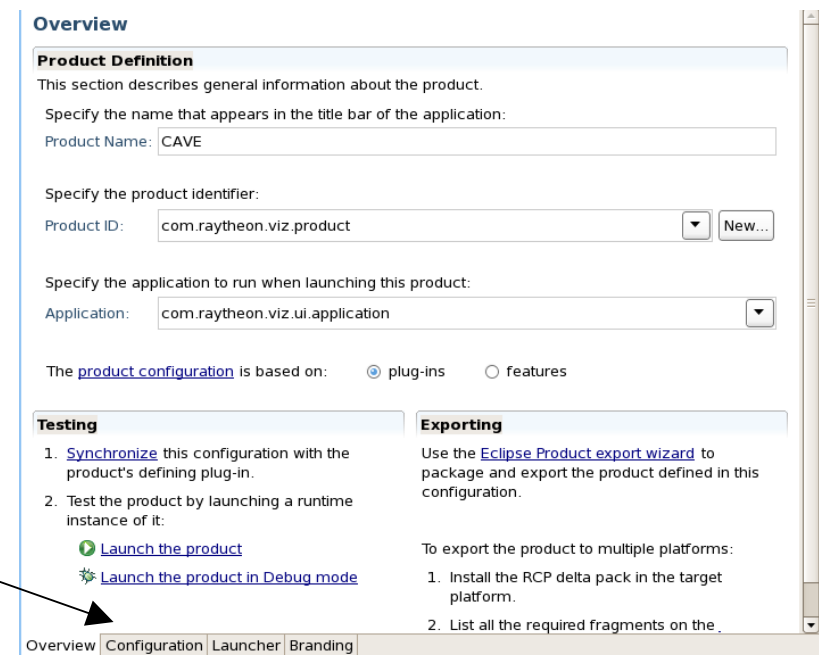 Overview
Product Definition
This section describes general information about the product.
Specify the name that appears in the title bar of the application:
Product Name: CAVE
Specify the product identifier:
Product ID: com.raytheon.viz.product New...
Specify the application to run when launching this product:
Application: com.raytheon.viz.ui.application
The product configuration is based on: plug-ins features
Testing
1. Synchronize this configuration with the
product's defining plug-in.
2. Test the product by launching a runtime
instance of it:
Launch the product
Launch the product in Debug mode
Exporting
Use the Eclipse Product export wizard to
package and export the product defined in this
configuration.
To export the product to multiple platforms:
1. Install the RCP delta pack in the target
platform.
2. List all the required fragments on the
Overview Configuration Launcher Branding